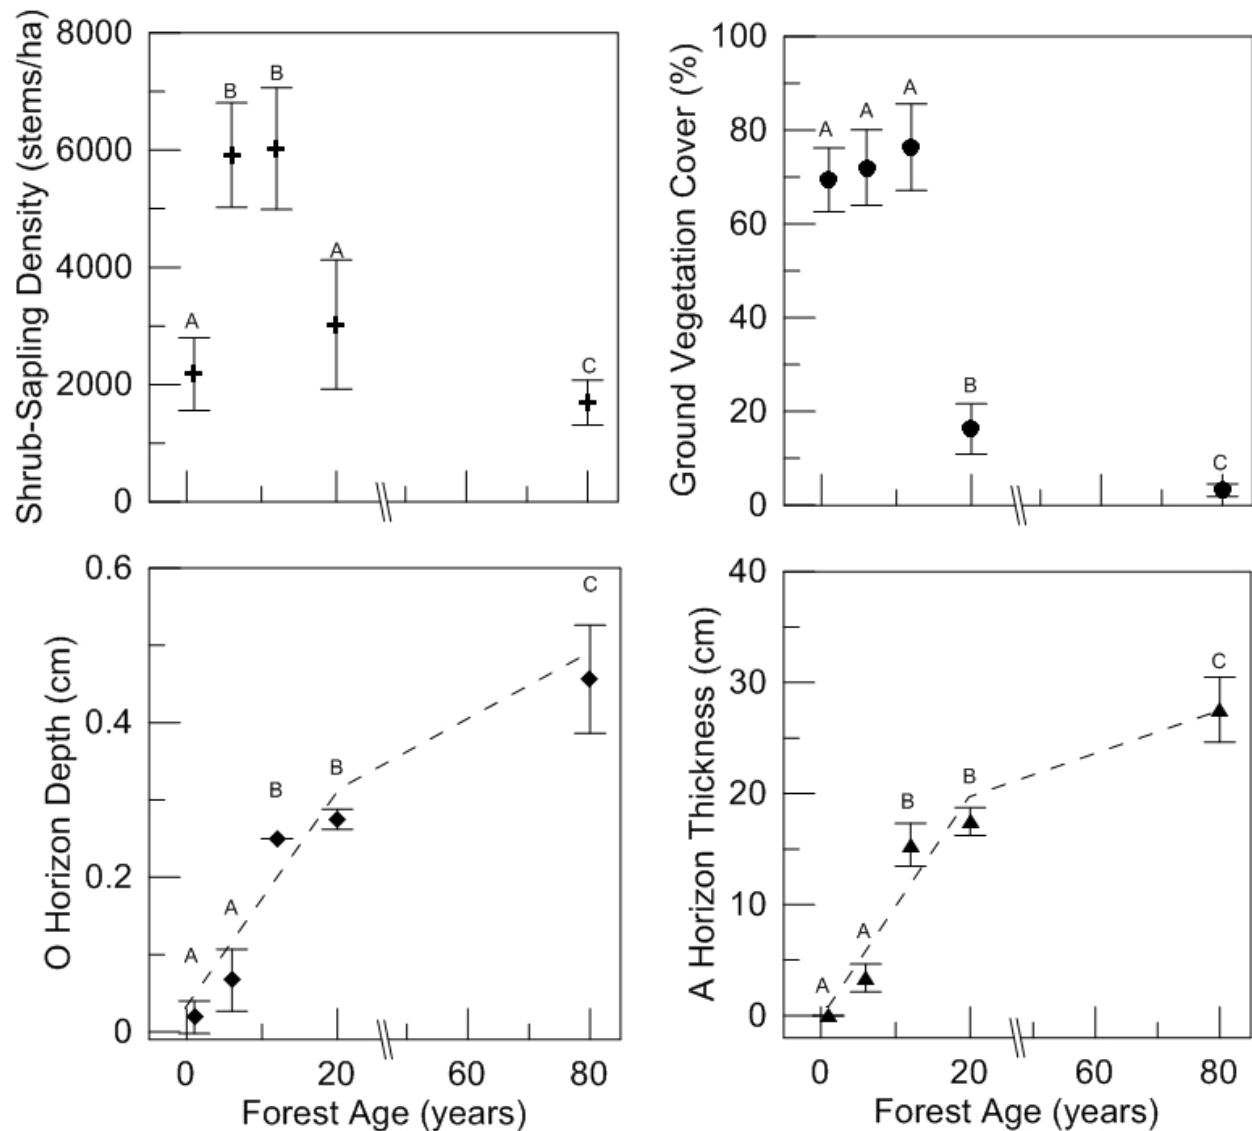 Shrub-Sapling Density (stems/ha)
8000
6000
4000
2000
0
A
B
B
A
C
Ground Vegetation Cover (%)
100
80
60
40
20
0
A
A
A
B
C
O Horizon Depth (cm)
0.6
0.4
0.2
0
A
A
B
B
C
0 20 60 80
Forest Age (years)
A Horizon Thickness (cm)
40
30
20
10
0
A
A
B
B
C
0 20 60 80
Forest Age (years)